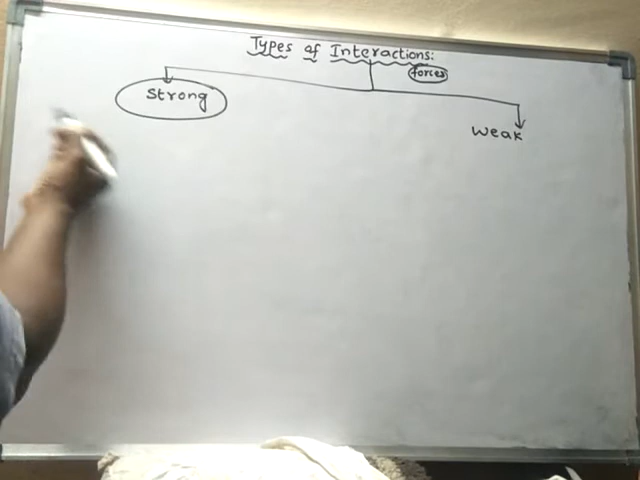 Types of Interactions:
forces
Strong
Weak